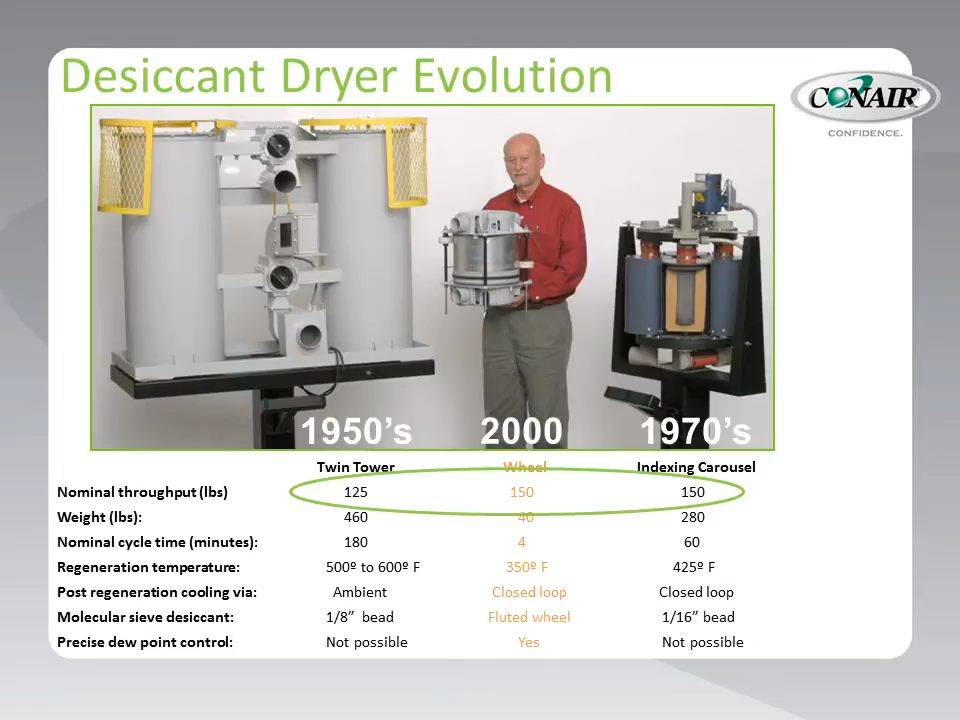 Desiccant Dryer Evolution
CONAIR
CONFIDENCE.
1950's 2000 1970's
Twin Tower Wheel Indexing Carousel
Nominal throughput (lbs) 125 150 150
Weight (lbs): 460 40 280
Nominal cycle time (minutes): 180 4 60
Regeneration temperature: 500º to 600º F 350º F 425º F
Post regeneration cooling via: Ambient Closed loop Closed loop
Molecular sieve desiccant: 1/8” bead Fluted wheel 1/16” bead
Precise dew point control: Not possible Yes Not possible